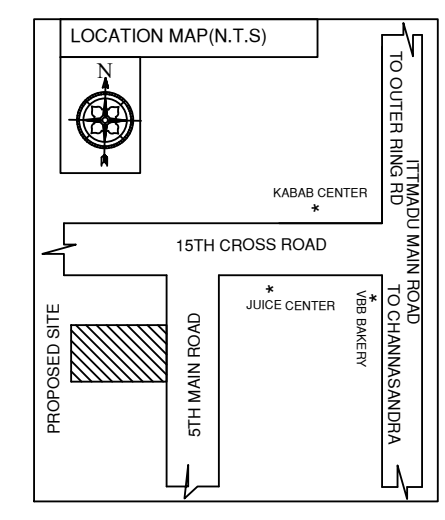 LOCATION MAP(N.T.S)
N
TO OUTER RING RD
ITTMADU MAIN ROAD
KABAB CENTER
*
15TH CROSS ROAD
*
JUICE CENTER
*
VBB BAKERY
TO CHANNASANDRA
PROPOSED SITE
5TH MAIN ROAD